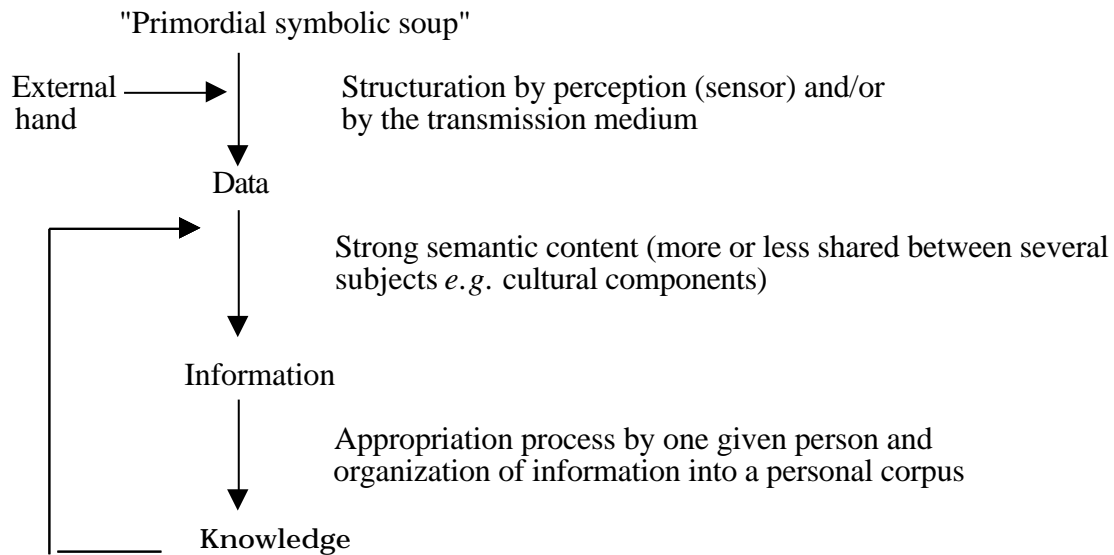 "Primordial symbolic soup"
External
hand
Structuration by perception (sensor) and/or
by the transmission medium
Data
Strong semantic content (more or less shared between several
subjects e.g. cultural components)
Information
Appropriation process by one given person and
organization of information into a personal corpus
Knowledge